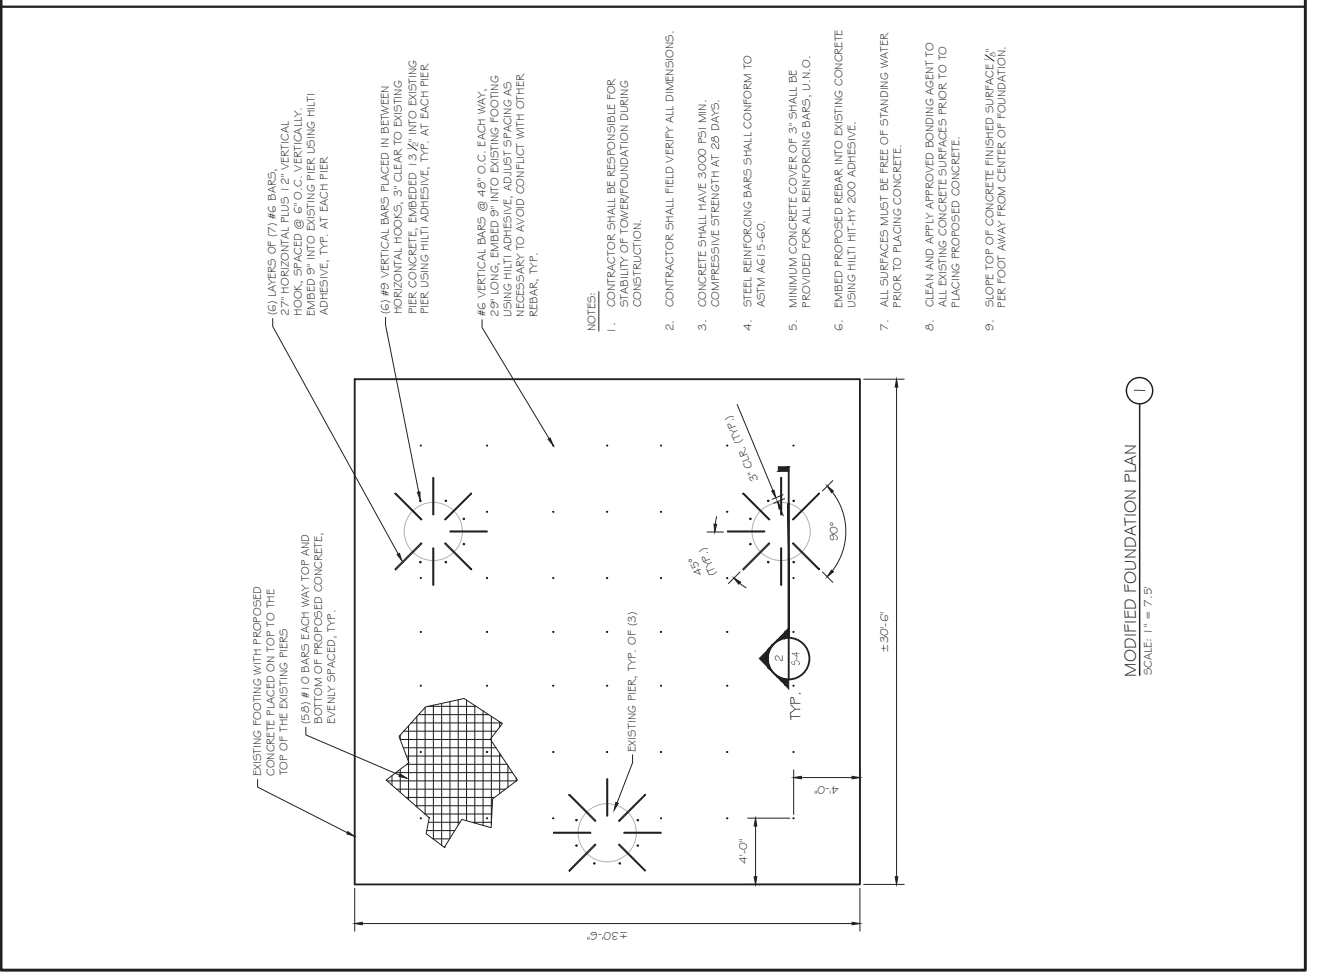 EXISTING FOOTING WITH PROPOSED
CONCRETE PLACED ON TOP TO THE
TOP OF THE EXISTING PIERS
(58) #10 BARS EACH WAY TOP AND
BOTTOM OF PROPOSED CONCRETE,
EVENLY SPACED, TYP.
(6) LAYERS OF (7) #6 BARS,
27" HORIZONTAL PLUS 12" VERTICAL
HOOK, SPACED @ 6" O.C. VERTICALLY.
EMBED 9" INTO EXISTING PIER USING HILTI
ADHESIVE, TYP. AT EACH PIER
(6) #9 VERTICAL BARS PLACED IN BETWEEN
HORIZONTAL HOOKS, 3" CLEAR TO EXISTING
PIER CONCRETE, EMBEDED 13 ½" INTO EXISTING
PIER USING HILTI ADHESIVE, TYP. AT EACH PIER
#6 VERTICAL BARS @ 48" O.C. EACH WAY,
29" LONG, EMBED 9" INTO EXISTING FOOTING
USING HILTI ADHESIVE, ADJUST SPACING AS
NECESSARY TO AVOID CONFLICT WITH OTHER
REBAR, TYP.
EXISTING PIER, TYP. OF (3)
45°
(TYP.)
3" CLR. (TYP.)
90°
2
S-4
TYP.
4'-0"
4'-0"
±30'-6"
±30'-6"
NOTES:
1. CONTRACTOR SHALL BE RESPONSIBLE FOR
STABILITY OF TOWER/FOUNDATION DURING
CONSTRUCTION.
2. CONTRACTOR SHALL FIELD VERIFY ALL DIMENSIONS.
3. CONCRETE SHALL HAVE 3000 PSI MIN.
COMPRESSIVE STRENGTH AT 28 DAYS.
4. STEEL REINFORCING BARS SHALL CONFORM TO
ASTM A615-60.
5. MINIMUM CONCRETE COVER OF 3" SHALL BE
PROVIDED FOR ALL REINFORCING BARS, U.N.O.
6. EMBED PROPOSED REBAR INTO EXISTING CONCRETE
USING HILTI HIT-HY 200 ADHESIVE.
7. ALL SURFACES MUST BE FREE OF STANDING WATER
PRIOR TO PLACING CONCRETE.
8. CLEAN AND APPLY APPROVED BONDING AGENT TO
ALL EXISTING CONCRETE SURFACES PRIOR TO TO
PLACING PROPOSED CONCRETE.
9. SLOPE TOP OF CONCRETE FINISHED SURFACE ⅛"
PER FOOT AWAY FROM CENTER OF FOUNDATION.
MODIFIED FOUNDATION PLAN
SCALE: 1" = 7.5'
1